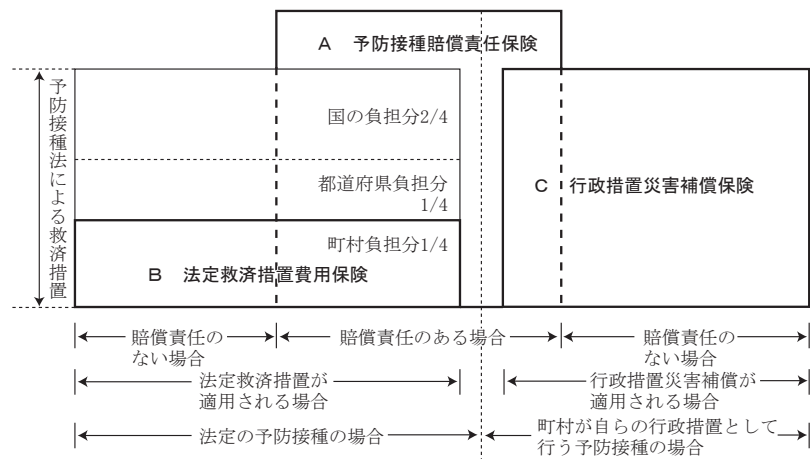 A 予防接種賠償責任保険
予防接種法による救済措置
国の負担分2/4
都道府県負担分
1/4
町村負担分1/4
B 法定救済措置費用保険
C 行政措置災害補償保険
賠償責任の
ない場合
賠償責任のある場合
賠償責任の
ない場合
法定救済措置が
適用される場合
行政措置災害補償が
適用される場合
法定の予防接種の場合
町村が自らの行政措置として
行う予防接種の場合